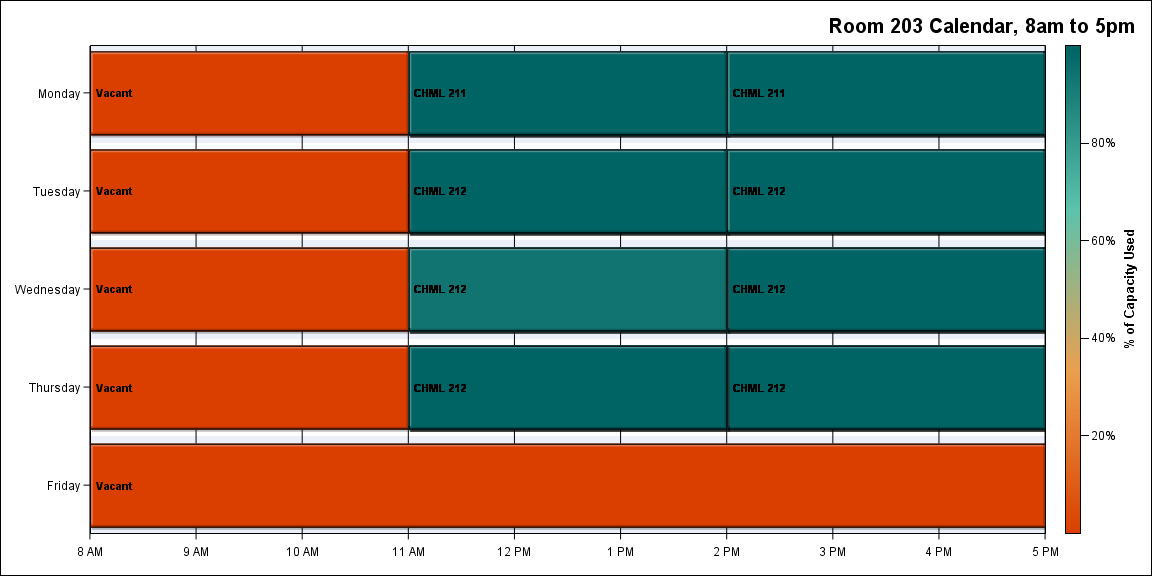 Room 203 Calendar, 8am to 5pm
Monday
Vacant
CHML 211
CHML 211
Tuesday
Vacant
CHML 212
CHML 212
Wednesday
Vacant
CHML 212
CHML 212
Thursday
Vacant
CHML 212
CHML 212
Friday
Vacant
8 AM
9 AM
10 AM
11 AM
12 PM
1 PM
2 PM
3 PM
4 PM
5 PM
80%
60%
40%
20%
% of Capacity Used